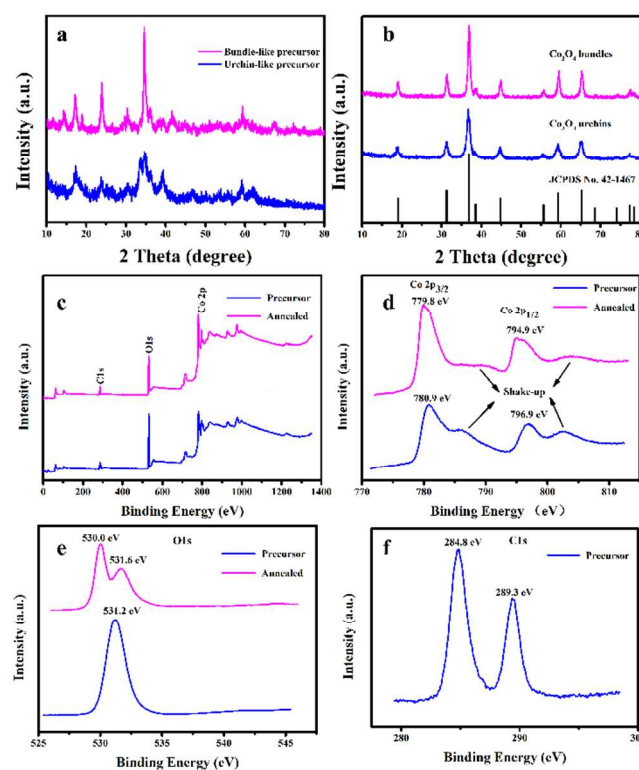 a
Bundle-like precursor
Urchin-like precursor
Intensity (a.u.)
10 20 30 40 50 60 70 80
2 Theta (degree)
b
Co₃O₄ bundles
Co₃O₄ urchins
JCPDS No. 42-1467
Intensity (a.u.)
10 20 30 40 50 60 70 80
2 Theta (degree)
c
Precursor
Annealed
C1s
O1s
Co 2p
Intensity (a.u.)
0 200 400 600 800 1000 1200 1400
Binding Energy (eV)
d
Co 2p3/2
779.8 eV
Co 2p1/2
794.9 eV
Precursor
Annealed
Shake-up
780.9 eV
796.9 eV
Intensity (a.u.)
770 780 790 800 810
Binding Energy (eV)
e
O1s
530.0 eV
531.6 eV
Precursor
Annealed
531.2 eV
Intensity (a.u.)
525 530 535 540 545
Binding Energy (eV)
f
C1s
284.8 eV
Precursor
289.3 eV
Intensity (a.u.)
280 290 30
Binding Energy (eV)